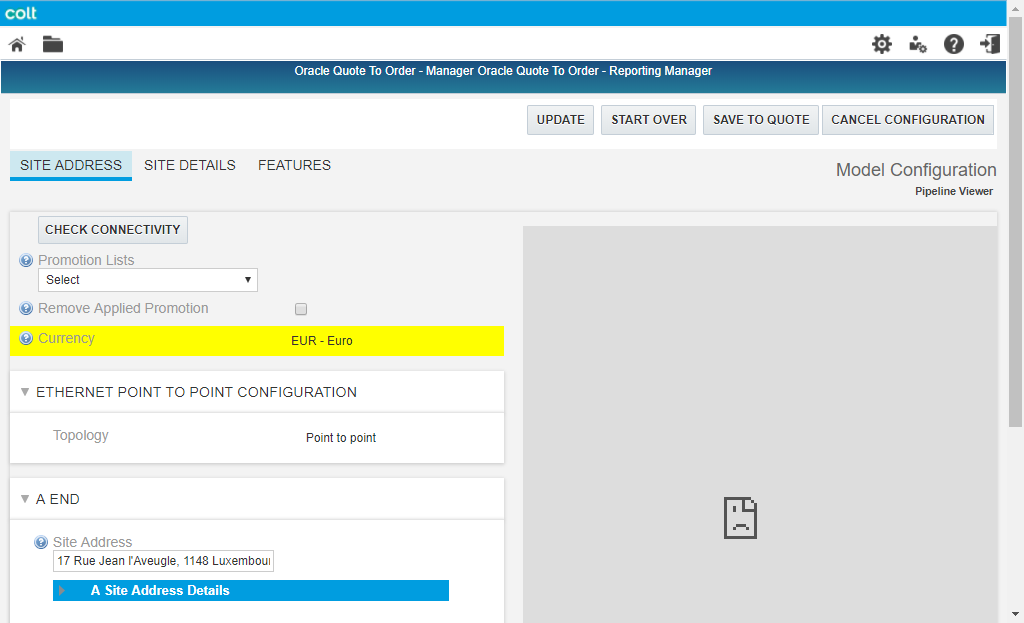 colt
Oracle Quote To Order - Manager Oracle Quote To Order - Reporting Manager
UPDATE START OVER SAVE TO QUOTE CANCEL CONFIGURATION
SITE ADDRESS SITE DETAILS FEATURES
Model Configuration
Pipeline Viewer
CHECK CONNECTIVITY
Promotion Lists
Select
Remove Applied Promotion
Currency EUR - Euro
ETHERNET POINT TO POINT CONFIGURATION
Topology Point to point
A END
Site Address
17 Rue Jean l'Aveugle, 1148 Luxembour
A Site Address Details